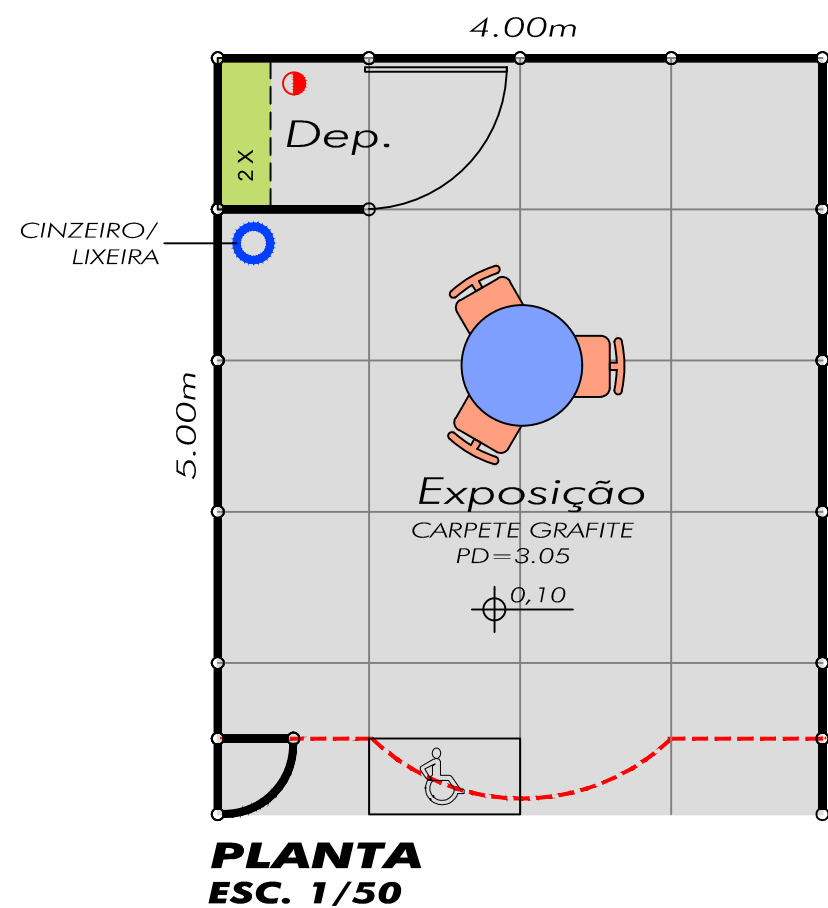 4.00m
Dep.
2 X
CINZEIRO/
LIXEIRA
5.00m
Exposição
CARPETE GRAFITE
PD=3.05
0,10
PLANTA
ESC. 1/50